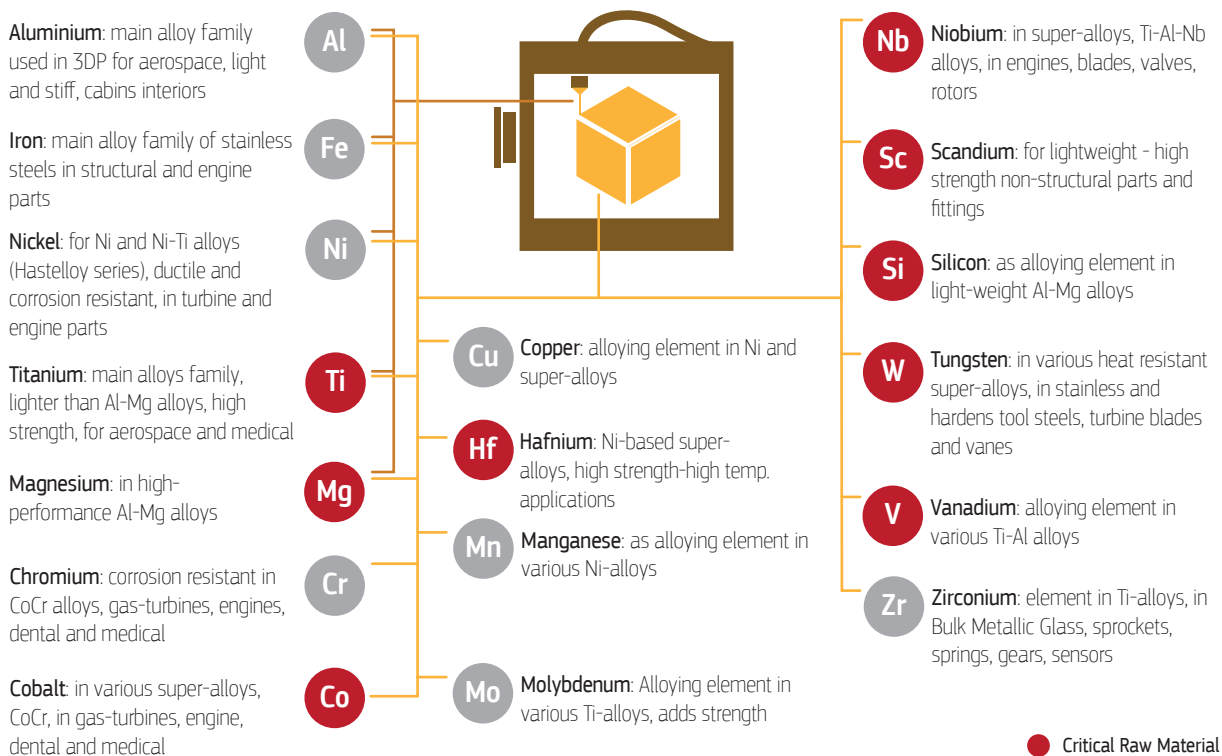 Al
Aluminium: main alloy family
used in 3DP for aerospace, light
and stiff, cabins interiors
Fe
Iron: main alloy family of stainless
steels in structural and engine
parts
Ni
Nickel: for Ni and Ni-Ti alloys
(Hastelloy series), ductile and
corrosion resistant, in turbine and
engine parts
Ti
Titanium: main alloys family,
lighter than Al-Mg alloys, high
strength, for aerospace and medical
Mg
Magnesium: in high-
performance Al-Mg alloys
Cr
Chromium: corrosion resistant in
CoCr alloys, gas-turbines, engines,
dental and medical
Co
Cobalt: in various super-alloys,
CoCr, in gas-turbines, engine,
dental and medical
Cu
Copper: alloying element in Ni and
super-alloys
Hf
Hafnium: Ni-based super-
alloys, high strength-high temp.
applications
Mn
Manganese: as alloying element in
various Ni-alloys
Mo
Molybdenum: Alloying element in
various Ti-alloys, adds strength
Nb
Niobium: in super-alloys, Ti-Al-Nb
alloys, in engines, blades, valves,
rotors
Sc
Scandium: for lightweight - high
strength non-structural parts and
fittings
Si
Silicon: as alloying element in
light-weight Al-Mg alloys
W
Tungsten: in various heat resistant
super-alloys, in stainless and
hardens tool steels, turbine blades
and vanes
V
Vanadium: alloying element in
various Ti-Al alloys
Zr
Zirconium: element in Ti-alloys, in
Bulk Metallic Glass, sprockets,
springs, gears, sensors
Critical Raw Material